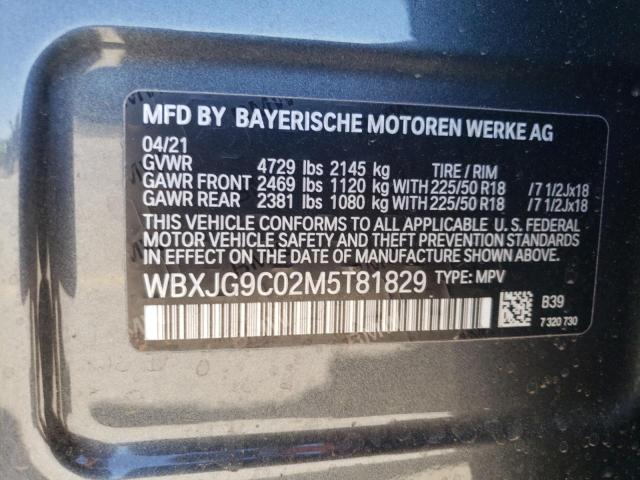 MFD BY BAYERISCHE MOTOREN WERKE AG
04/21
GVWR 4729 lbs 2145 kg TIRE / RIM
GAWR FRONT 2469 lbs 1120 kg WITH 225/50 R18 /7 1/2Jx18
GAWR REAR 2381 lbs 1080 kg WITH 225/50 R18 /7 1/2Jx18
THIS VEHICLE CONFORMS TO ALL APPLICABLE U. S. FEDERAL
MOTOR VEHICLE SAFETY AND THEFT PREVENTION STANDARDS
IN EFFECT ON THE DATE OF MANUFACTURE SHOWN ABOVE.
WBXJG9C02M5T81829 TYPE: MPV
B39
7 320 730